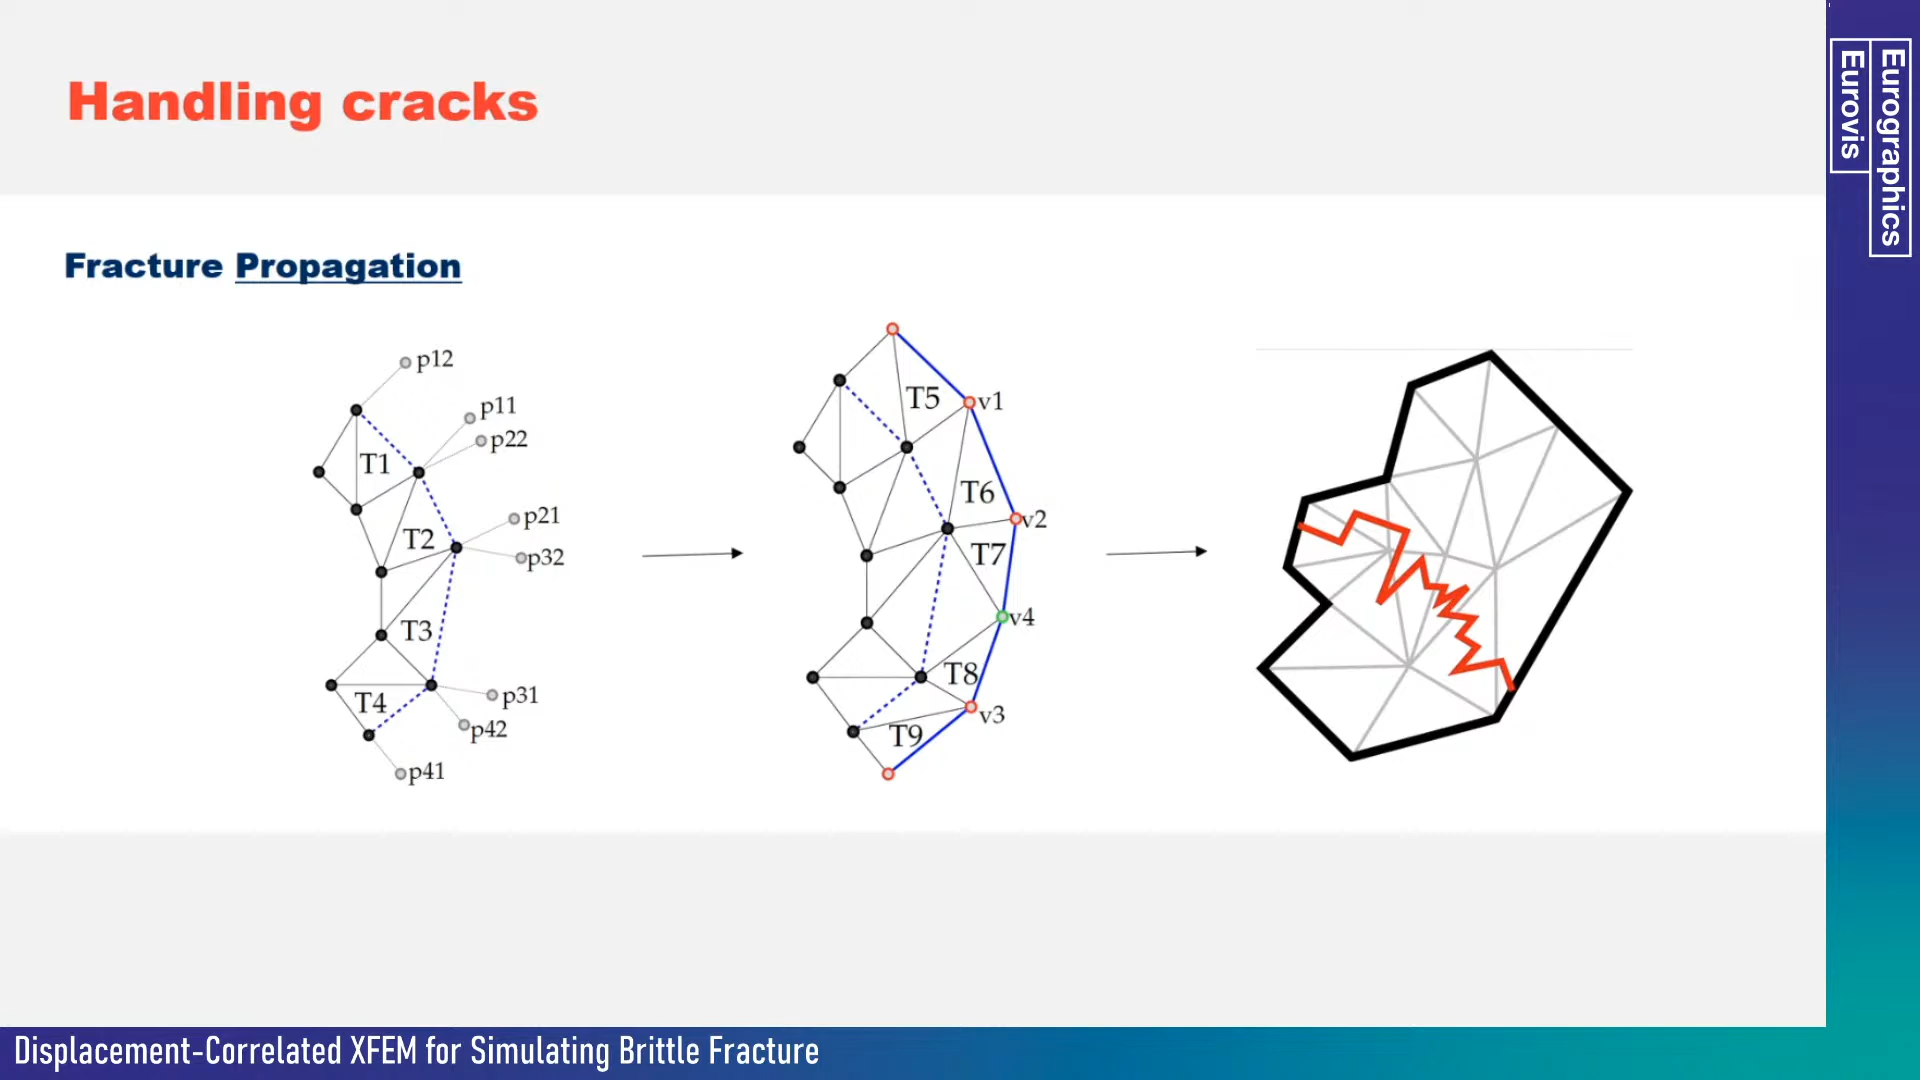 Handling cracks
Fracture Propagation
p12
p11
p22
T1
p21
T2
p32
T3
p31
T4
p42
p41
T5
v1
T6
v2
T7
v4
T8
v3
T9
Eurographics
Eurovis
Displacement-Correlated XFEM for Simulating Brittle Fracture